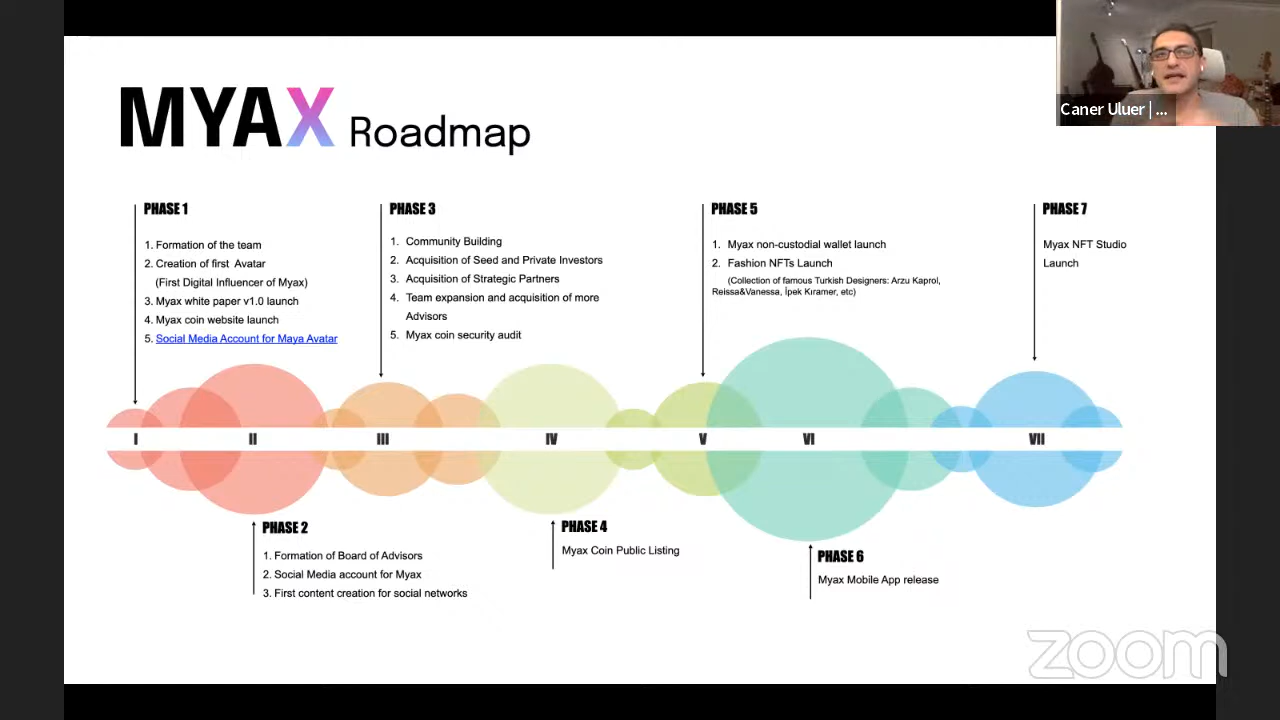 MYAX Roadmap
Caner Uluer | ...
PHASE 1
1. Formation of the team
2. Creation of first Avatar
(First Digital Influencer of Myax)
3. Myax white paper v1.0 launch
4. Myax coin website launch
5. Social Media Account for Maya Avatar
PHASE 3
1. Community Building
2. Acquisition of Seed and Private Investors
3. Acquisition of Strategic Partners
4. Team expansion and acquisition of more
Advisors
5. Myax coin security audit
PHASE 5
1. Myax non-custodial wallet launch
2. Fashion NFTs Launch
(Collection of famous Turkish Designers: Arzu Kaprol,
Reissa&Vanessa, İpek Kıramer, etc)
PHASE 7
Myax NFT Studio
Launch
I II III IV V VI VII
PHASE 2
1. Formation of Board of Advisors
2. Social Media account for Myax
3. First content creation for social networks
PHASE 4
Myax Coin Public Listing
PHASE 6
Myax Mobile App release
zoom